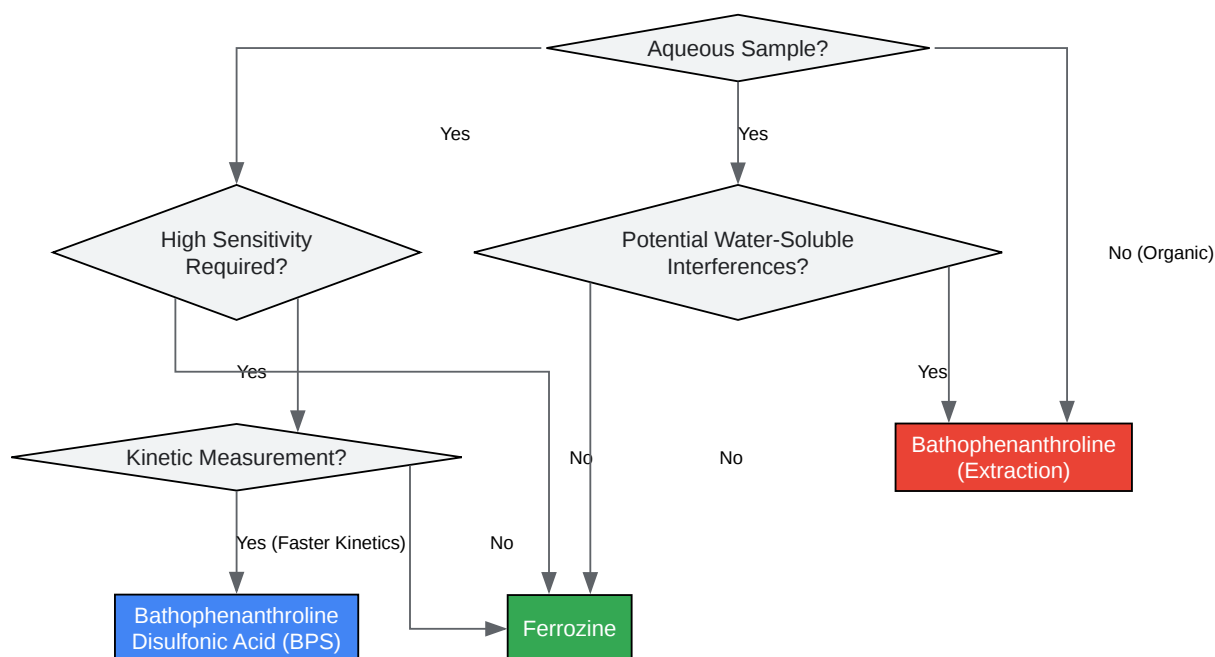 Aqueous Sample?
Yes
Yes
High Sensitivity
Required?
Potential Water-Soluble
Interferences?
No (Organic)
Yes
Yes
Kinetic Measurement?
No
No
Bathophenanthroline
(Extraction)
Yes (Faster Kinetics)
No
Bathophenanthroline
Disulfonic Acid (BPS)
Ferrozine